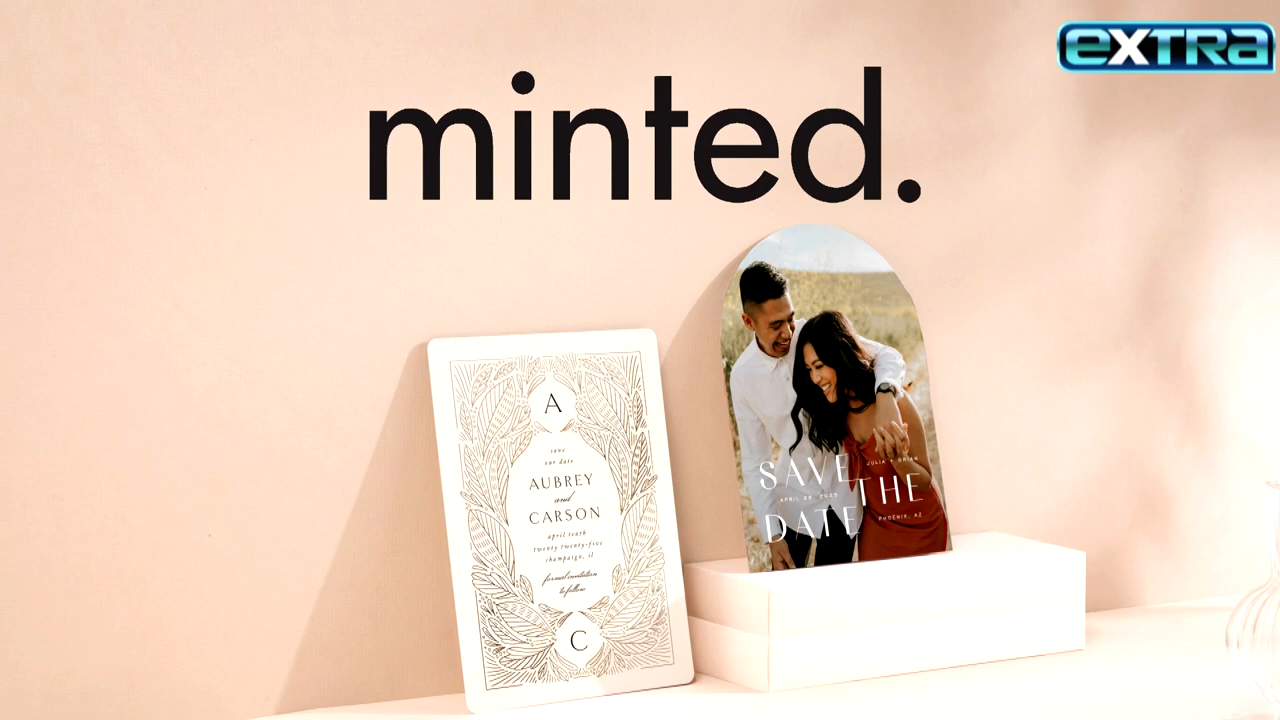 extra
minted.
A
save
our date
AUBREY
and
CARSON
april tenth
twenty twenty-five
champaign, il
formal invitation
to follow
C
SAVE
JULIA + BRIAN
THE
APRIL 26, 2025
DATE
PHOENIX, AZ